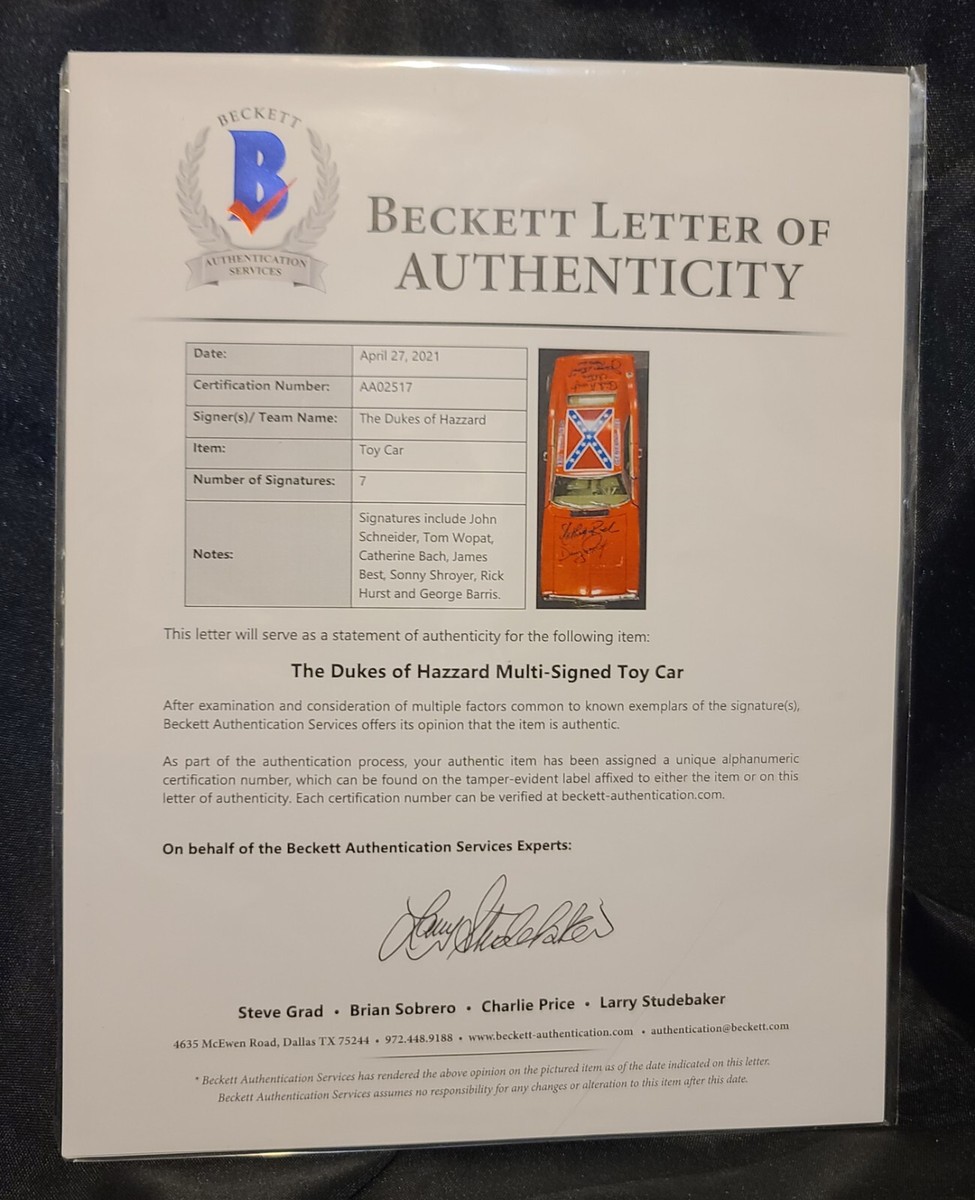 BECKETT
B
AUTHENTICATION
SERVICES
BECKETT LETTER OF
AUTHENTICITY
Date: April 27, 2021
Certification Number: AA02517
Signer(s)/ Team Name: The Dukes of Hazzard
Item: Toy Car
Number of Signatures: 7
Notes: Signatures include John
Schneider, Tom Wopat,
Catherine Bach, James
Best, Sonny Shroyer, Rick
Hurst and George Barris.
This letter will serve as a statement of authenticity for the following item:
The Dukes of Hazzard Multi-Signed Toy Car
After examination and consideration of multiple factors common to known exemplars of the signature(s),
Beckett Authentication Services offers its opinion that the item is authentic.
As part of the authentication process, your authentic item has been assigned a unique alphanumeric
certification number, which can be found on the tamper-evident label affixed to either the item or on this
letter of authenticity. Each certification number can be verified at beckett-authentication.com.
On behalf of the Beckett Authentication Services Experts:
Larry Studebaker
Steve Grad • Brian Sobrero • Charlie Price • Larry Studebaker
4635 McEwen Road, Dallas TX 75244 • 972.448.9188 • www.beckett-authentication.com • authentication@beckett.com
* Beckett Authentication Services has rendered the above opinion on the pictured item as of the date indicated on this letter.
Beckett Authentication Services assumes no responsibility for any changes or alteration to this item after this date.